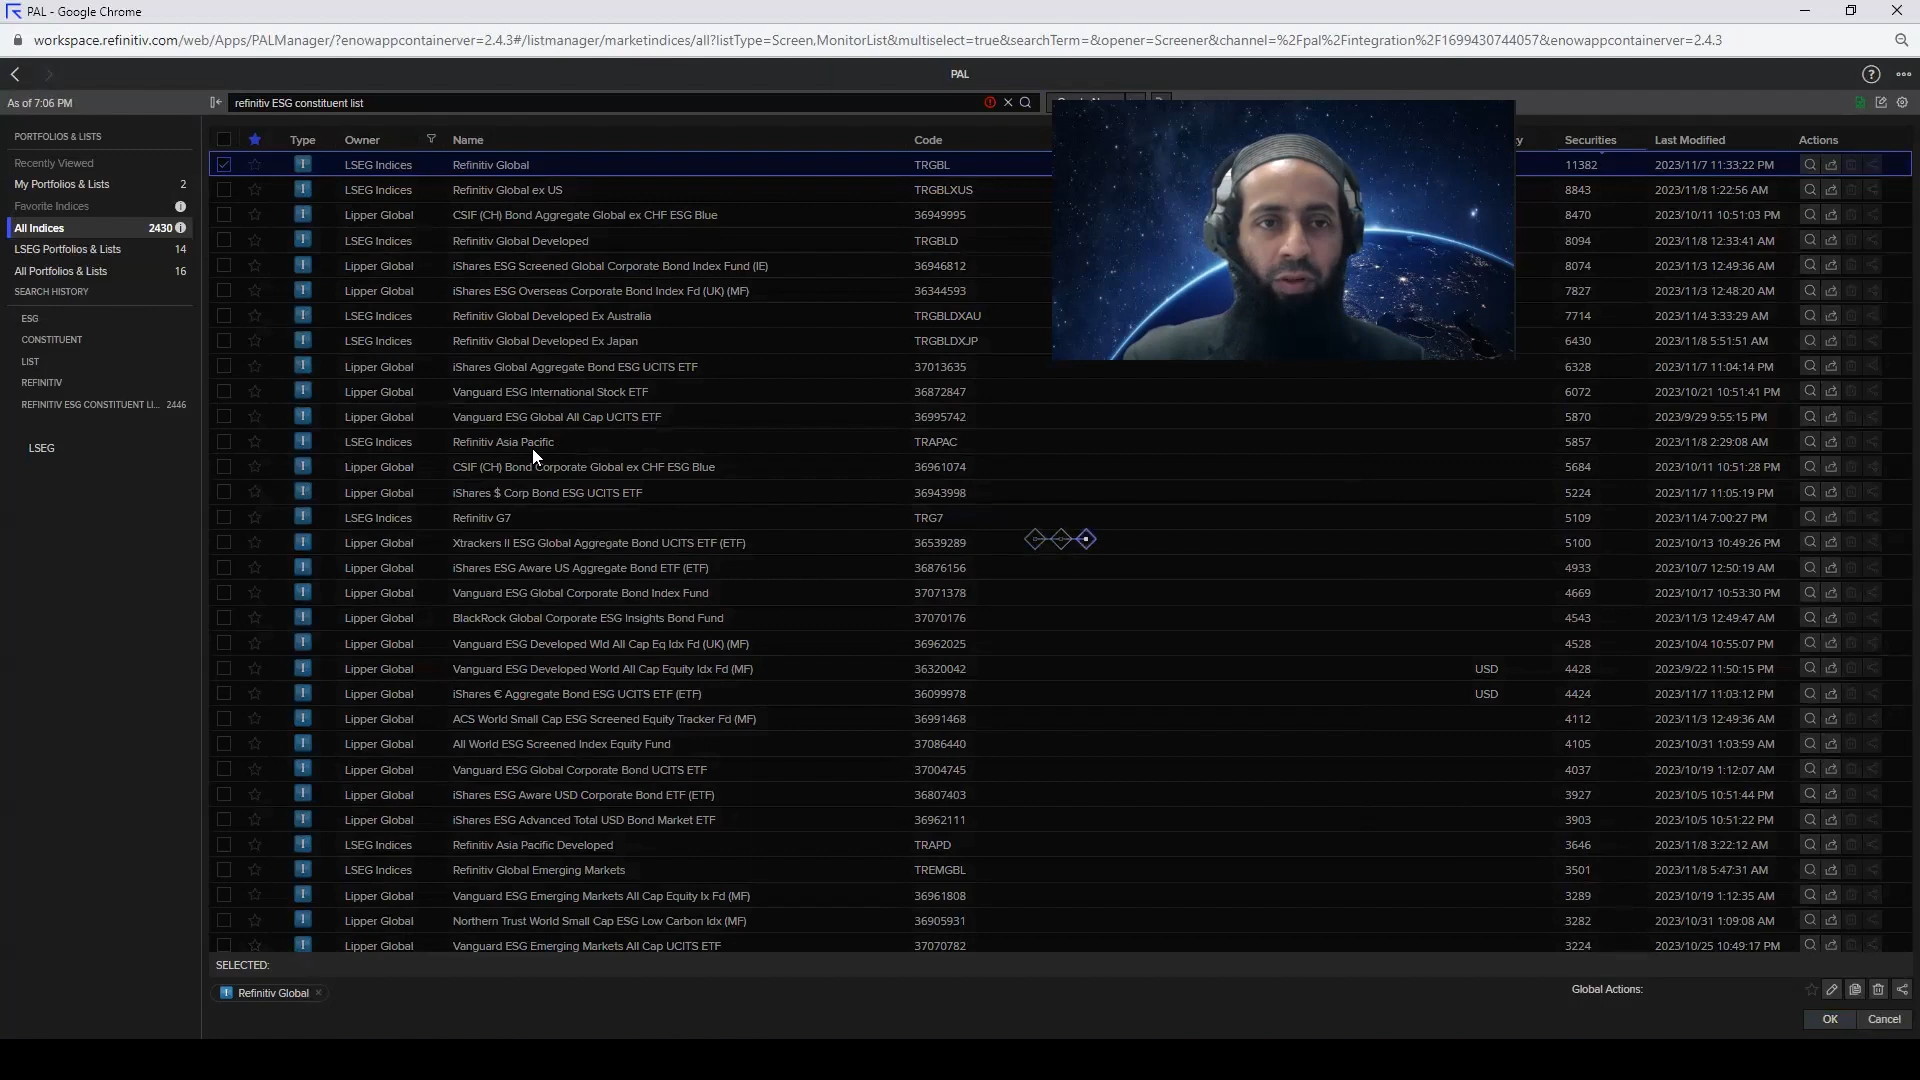 PAL - Google Chrome
workspace.refinitiv.com/web/Apps/PALManager/?enowappcontainerver=2.4.3#/listmanager/marketindices/all?listType=Screen,MonitorList&multiselect=true&searchTerm=&opener=Screener&channel=%2Fpal%2Fintegration%2F1699430744057&enowappcontainerver=2.4.3
PAL
As of 7:06 PM
refinitiv ESG constituent list
PORTFOLIOS & LISTS
Recently Viewed
My Portfolios & Lists 2
Favorite Indices
All Indices 2430
LSEG Portfolios & Lists 14
All Portfolios & Lists 16
SEARCH HISTORY
ESG
CONSTITUENT
LIST
REFINITIV
REFINITIV ESG CONSTITUENT LI... 2446
LSEG
Type Owner Name Code Securities Last Modified Actions
LSEG Indices Refinitiv Global TRGBL 11382 2023/11/7 11:33:22 PM
LSEG Indices Refinitiv Global ex US TRGBLXUS 8843 2023/11/8 1:22:56 AM
Lipper Global CSIF (CH) Bond Aggregate Global ex CHF ESG Blue 36949995 8470 2023/10/11 10:51:03 PM
LSEG Indices Refinitiv Global Developed TRGBLD 8094 2023/11/8 12:33:41 AM
Lipper Global iShares ESG Screened Global Corporate Bond Index Fund (IE) 36946812 8074 2023/11/3 12:49:36 AM
Lipper Global iShares ESG Overseas Corporate Bond Index Fd (UK) (MF) 36344593 7827 2023/11/3 12:48:20 AM
LSEG Indices Refinitiv Global Developed Ex Australia TRGBLDXAU 7714 2023/11/4 3:33:29 AM
LSEG Indices Refinitiv Global Developed Ex Japan TRGBLDXJP 6430 2023/11/8 5:51:51 AM
Lipper Global iShares Global Aggregate Bond ESG UCITS ETF 37013635 6328 2023/11/7 11:04:14 PM
Lipper Global Vanguard ESG International Stock ETF 36872847 6072 2023/10/21 10:51:41 PM
Lipper Global Vanguard ESG Global All Cap UCITS ETF 36995742 5870 2023/9/29 9:55:15 PM
LSEG Indices Refinitiv Asia Pacific TRAPAC 5857 2023/11/8 2:29:08 AM
Lipper Global CSIF (CH) Bond Corporate Global ex CHF ESG Blue 36961074 5684 2023/10/11 10:51:28 PM
Lipper Global iShares $ Corp Bond ESG UCITS ETF 36943998 5224 2023/11/7 11:05:19 PM
LSEG Indices Refinitiv G7 TRG7 5109 2023/11/4 7:00:27 PM
Lipper Global Xtrackers II ESG Global Aggregate Bond UCITS ETF (ETF) 36539289 5100 2023/10/13 10:49:26 PM
Lipper Global iShares ESG Aware US Aggregate Bond ETF (ETF) 36876156 4933 2023/10/7 12:50:19 AM
Lipper Global Vanguard ESG Global Corporate Bond Index Fund 37071378 4669 2023/10/17 10:53:30 PM
Lipper Global BlackRock Global Corporate ESG Insights Bond Fund 37070176 4543 2023/11/3 12:49:47 AM
Lipper Global Vanguard ESG Developed Wld All Cap Eq Idx Fd (UK) (MF) 36962025 4528 2023/10/4 10:55:07 PM
Lipper Global Vanguard ESG Developed World All Cap Equity Idx Fd (MF) 36320042 USD 4428 2023/9/22 11:50:15 PM
Lipper Global iShares € Aggregate Bond ESG UCITS ETF (ETF) 36099978 USD 4424 2023/11/7 11:03:12 PM
Lipper Global ACS World Small Cap ESG Screened Equity Tracker Fd (MF) 36991468 4112 2023/11/3 12:49:36 AM
Lipper Global All World ESG Screened Index Equity Fund 37086440 4105 2023/10/31 1:03:59 AM
Lipper Global Vanguard ESG Global Corporate Bond UCITS ETF 37004745 4037 2023/10/19 1:12:07 AM
Lipper Global iShares ESG Aware USD Corporate Bond ETF (ETF) 36807403 3927 2023/10/5 10:51:44 PM
Lipper Global iShares ESG Advanced Total USD Bond Market ETF 36962111 3903 2023/10/5 10:51:22 PM
LSEG Indices Refinitiv Asia Pacific Developed TRAPD 3646 2023/11/8 3:22:12 AM
LSEG Indices Refinitiv Global Emerging Markets TREMGBL 3501 2023/11/8 5:47:31 AM
Lipper Global Vanguard ESG Emerging Markets All Cap Equity Ix Fd (MF) 36961808 3289 2023/10/19 1:12:35 AM
Lipper Global Northern Trust World Small Cap ESG Low Carbon Idx (MF) 36905931 3282 2023/10/31 1:09:08 AM
Lipper Global Vanguard ESG Emerging Markets All Cap UCITS ETF 37070782 3224 2023/10/25 10:49:17 PM
SELECTED:
Refinitiv Global
Global Actions:
OK Cancel